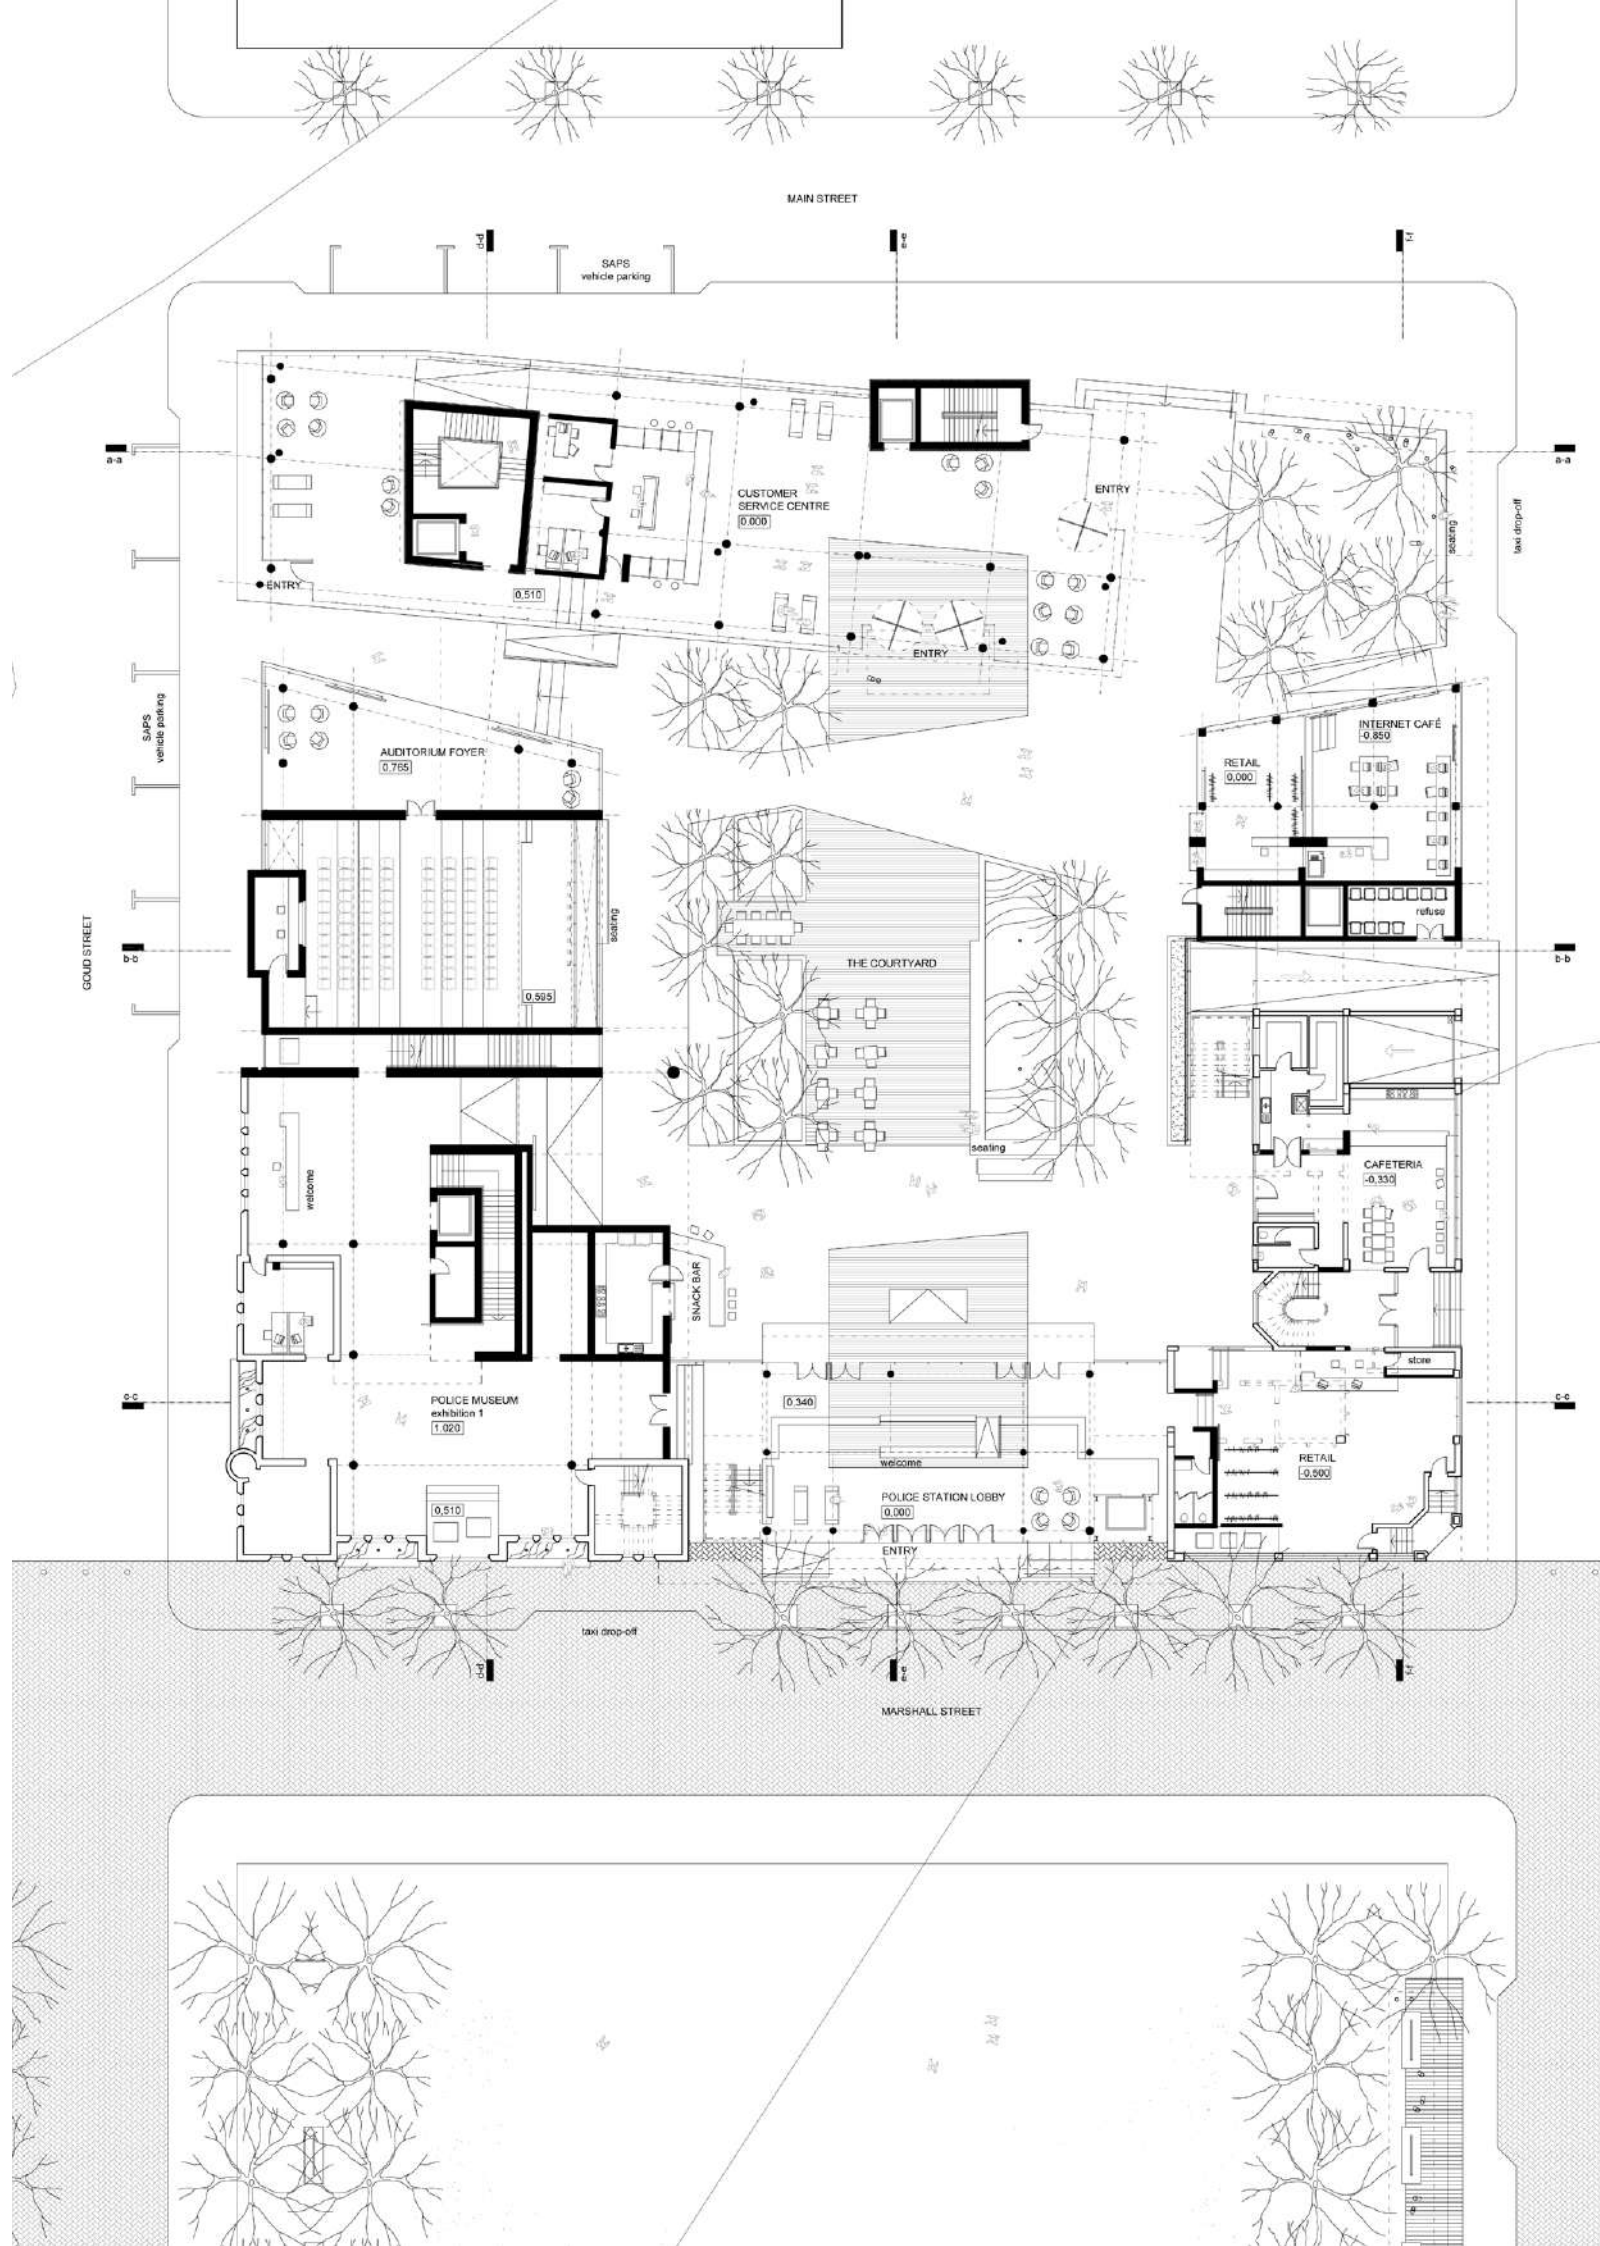 MAIN STREET
d-d
e-e
f-f
SAPS
vehicle parking
a-a
a-a
CUSTOMER
SERVICE CENTRE
0.000
ENTRY
seating
taxi drop-off
ENTRY
0,510
ENTRY
SAPS
vehicle parking
AUDITORIUM FOYER
0,765
INTERNET CAFÉ
-0.850
RETAIL
0,000
GOUD STREET
b-b
seating
refuse
b-b
THE COURTYARD
0,595
seating
welcome
CAFETERIA
-0,330
SNACK BAR
store
c-c
c-c
POLICE MUSEUM
exhibition 1
1.020
0,340
welcome
RETAIL
-0,500
0,510
POLICE STATION LOBBY
0,000
ENTRY
taxi drop-off
d-d
e-e
f-f
MARSHALL STREET